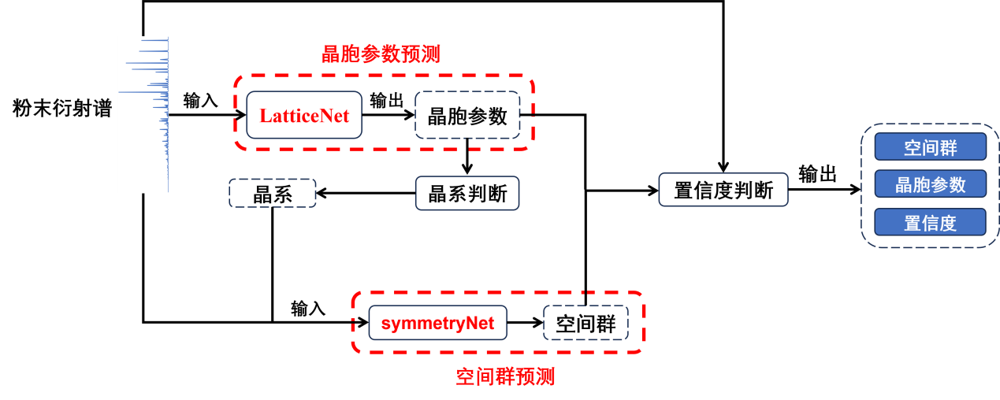 晶胞参数预测
粉末衍射谱
输入
LatticeNet
输出
晶胞参数
晶系
晶系判断
置信度判断
输出
空间群
晶胞参数
置信度
输入
symmetryNet
空间群
空间群预测